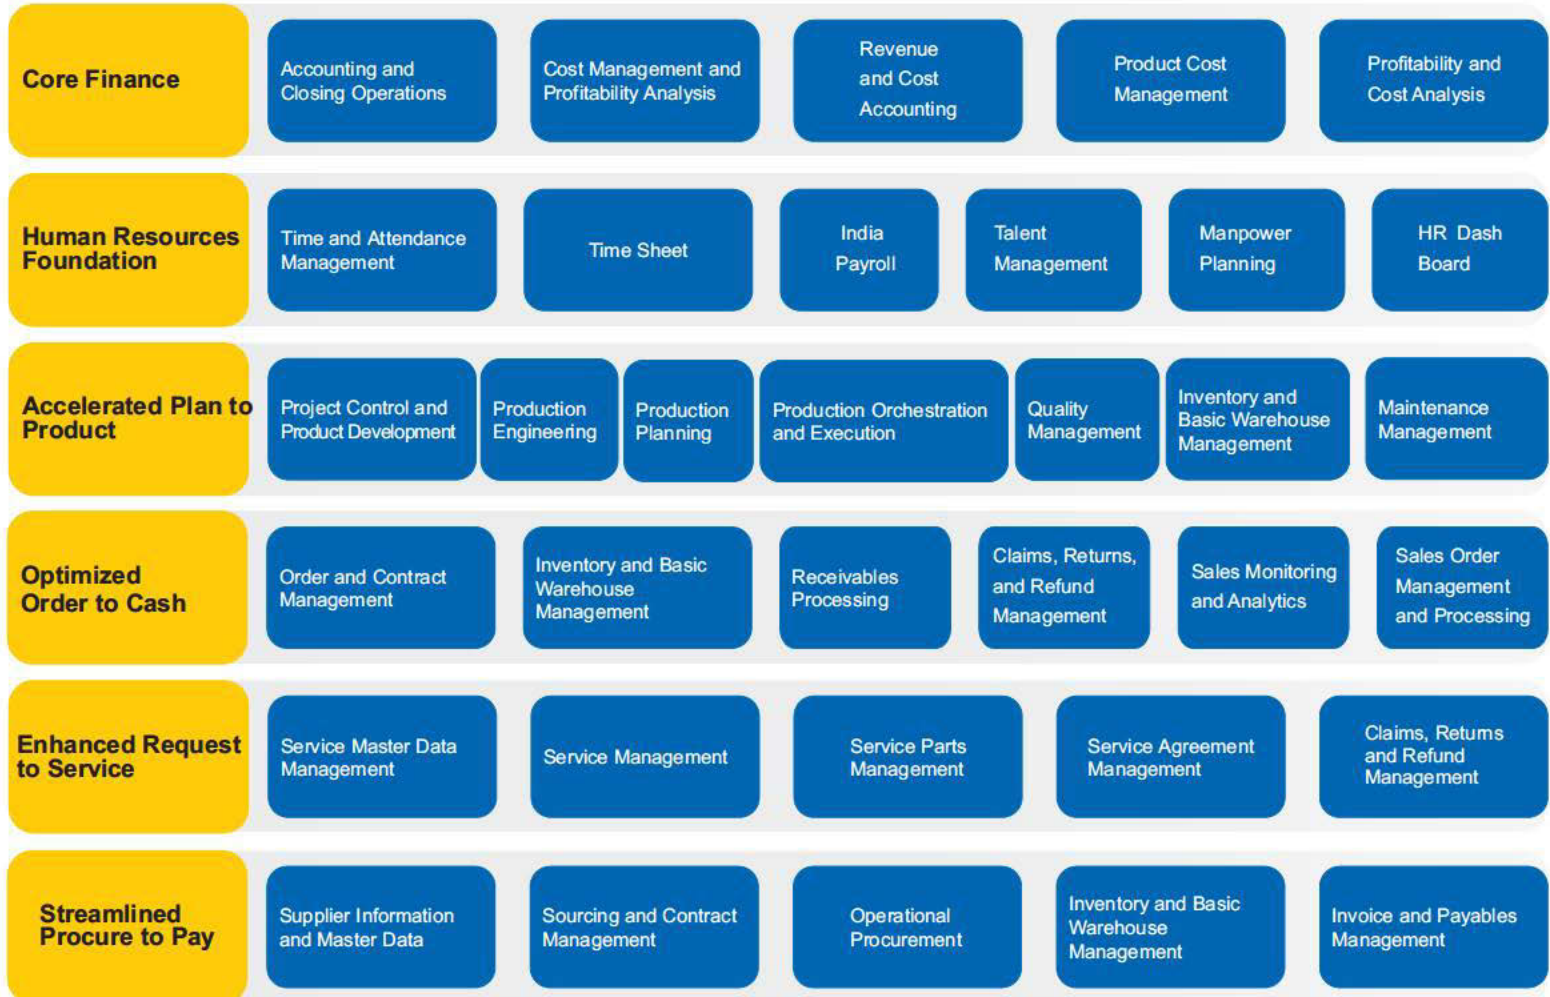 Core Finance
Accounting and
Closing Operations
Cost Management and
Profitability Analysis
Revenue
and Cost
Accounting
Product Cost
Management
Profitability and
Cost Analysis
Human Resources
Foundation
Time and Attendance
Management
Time Sheet
India
Payroll
Talent
Management
Manpower
Planning
HR Dash
Board
Accelerated Plan to
Product
Project Control and
Product Development
Production
Engineering
Production
Planning
Production Orchestration
and Execution
Quality
Management
Inventory and
Basic Warehouse
Management
Maintenance
Management
Optimized
Order to Cash
Order and Contract
Management
Inventory and Basic
Warehouse
Management
Receivables
Processing
Claims, Returns,
and Refund
Management
Sales Monitoring
and Analytics
Sales Order
Management
and Processing
Enhanced Request
to Service
Service Master Data
Management
Service Management
Service Parts
Management
Service Agreement
Management
Claims, Returns
and Refund
Management
Streamlined
Procure to Pay
Supplier Information
and Master Data
Sourcing and Contract
Management
Operational
Procurement
Inventory and Basic
Warehouse
Management
Invoice and Payables
Management